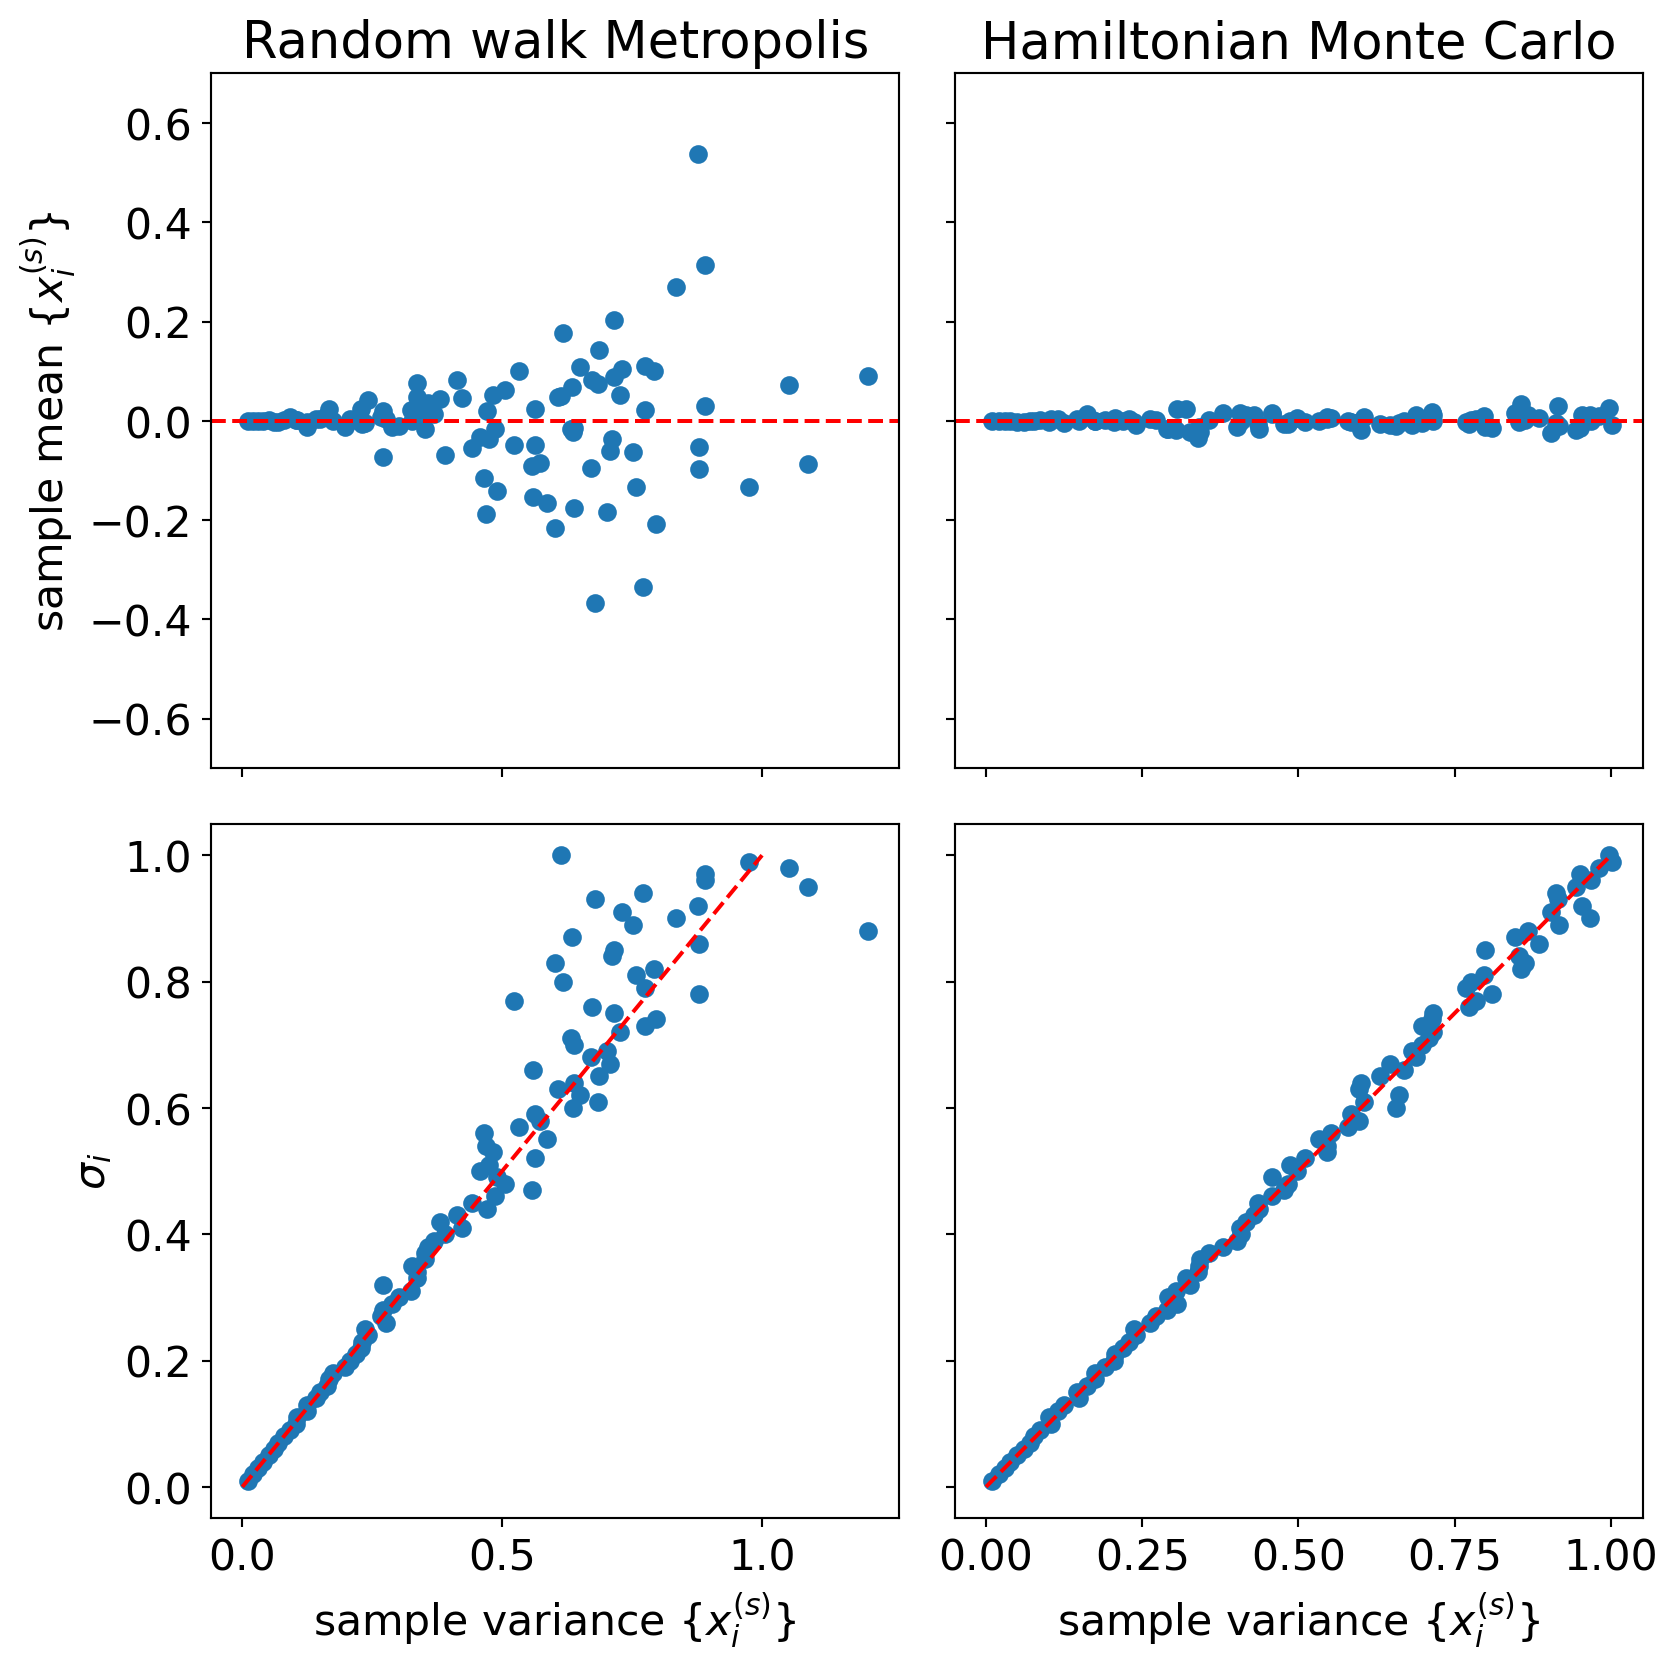 Random walk Metropolis
Hamiltonian Monte Carlo
sample mean {x_i^(s)}
0.6
0.4
0.2
0.0
−0.2
−0.4
−0.6
σ_i
1.0
0.8
0.6
0.4
0.2
0.0
0.0 0.5 1.0
0.00 0.25 0.50 0.75 1.00
sample variance {x_i^(s)}
sample variance {x_i^(s)}